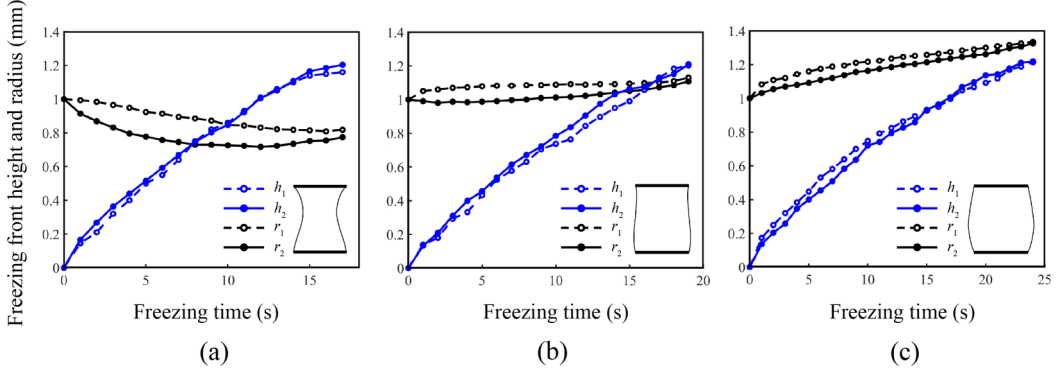 Freezing front height and radius (mm)
1.4
1.2
1
0.8
0.6
0.4
0.2
0
0 5 10 15
h1
h2
r1
r2
Freezing time (s)
(a)
1.4
1.2
1
0.8
0.6
0.4
0.2
0
0 5 10 15 20
h1
h2
r1
r2
Freezing time (s)
(b)
1.4
1.2
1
0.8
0.6
0.4
0.2
0
0 5 10 15 20 25
h1
h2
r1
r2
Freezing time (s)
(c)